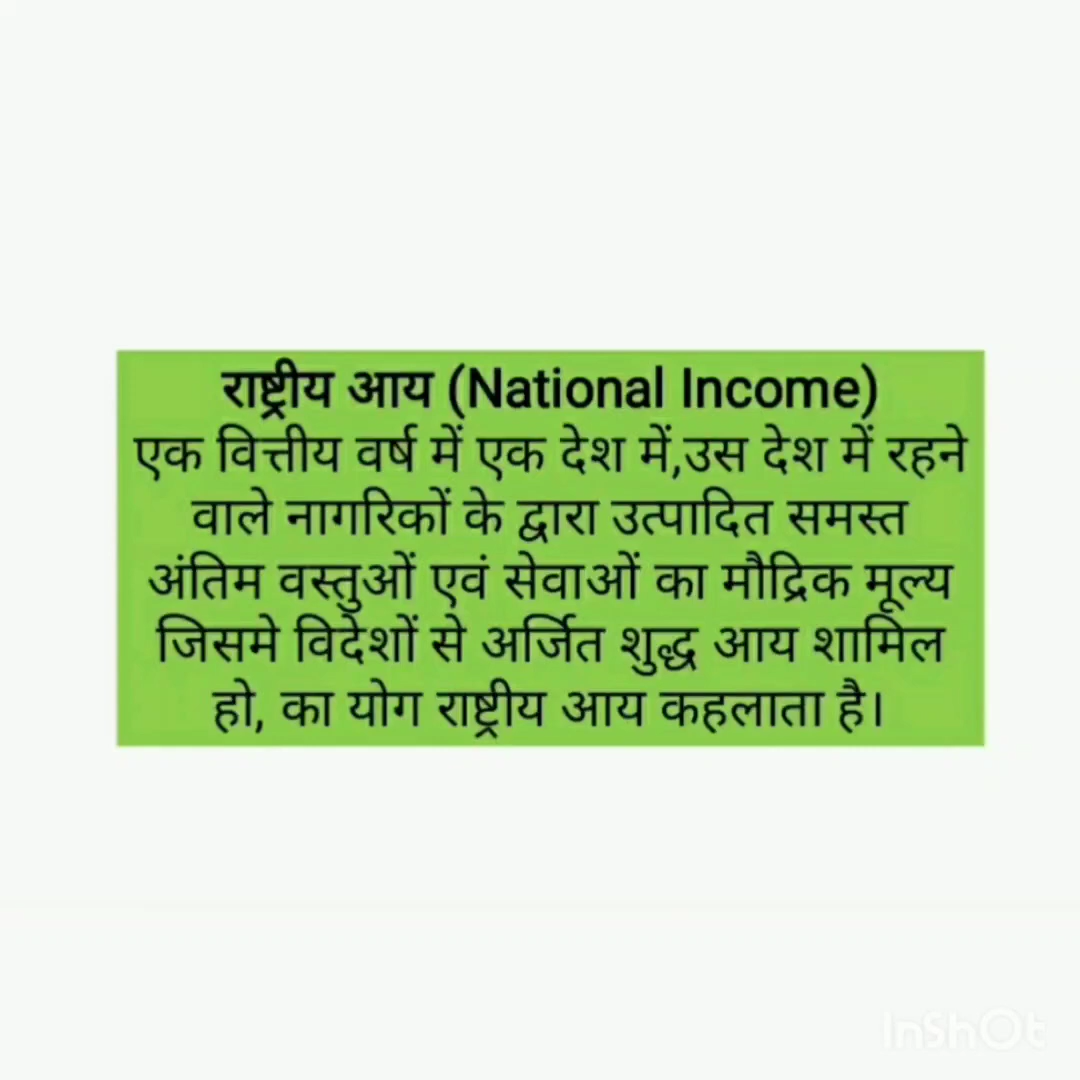 राष्ट्रीय आय (National Income)
एक वित्तीय वर्ष में एक देश में,उस देश में रहने
वाले नागरिकों के द्वारा उत्पादित समस्त
अंतिम वस्तुओं एवं सेवाओं का मौद्रिक मूल्य
जिसमे विदेशों से अर्जित शुद्ध आय शामिल
हो, का योग राष्ट्रीय आय कहलाता है।
InShOt